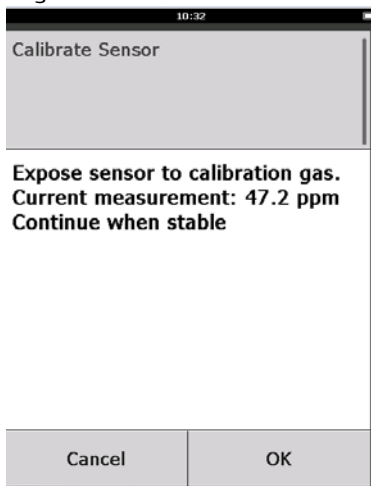 10:32
Calibrate Sensor
Expose sensor to calibration gas.
Current measurement: 47.2 ppm
Continue when stable
Cancel
OK